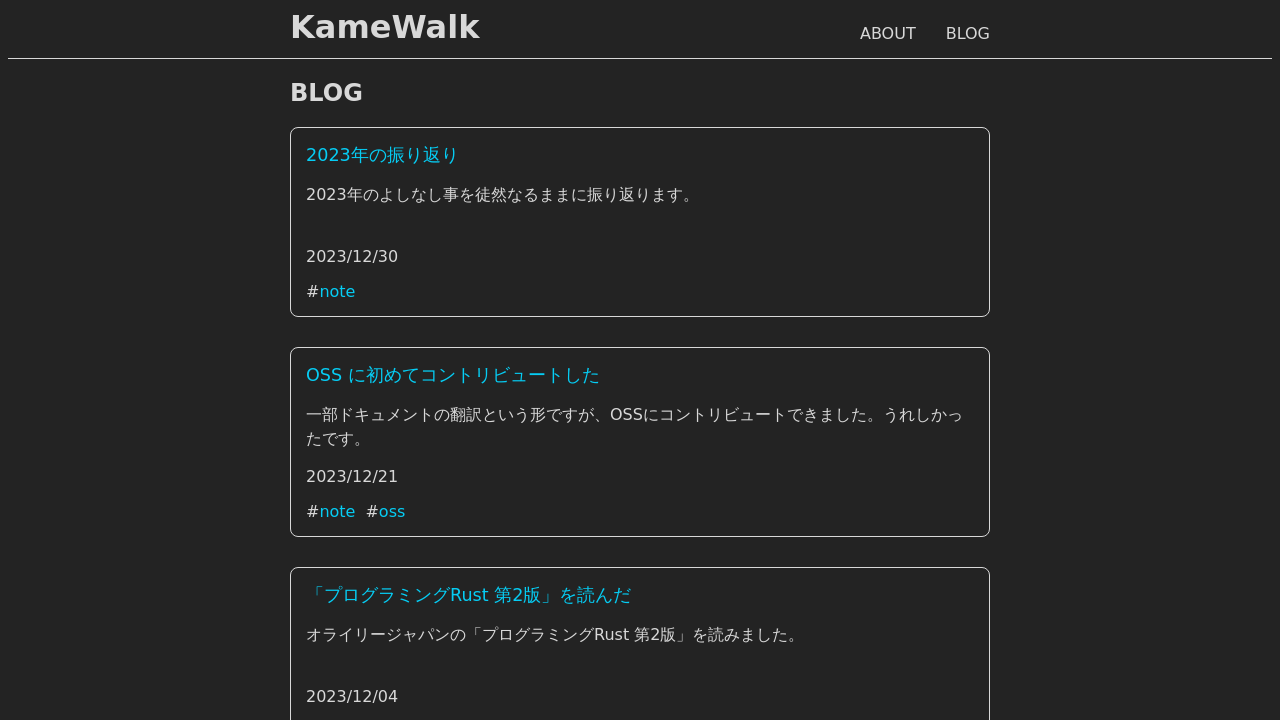 KameWalk
ABOUT BLOG
BLOG
2023年の振り返り
2023年のよしなし事を徒然なるままに振り返ります。
2023/12/30
#note
OSS に初めてコントリビュートした
一部ドキュメントの翻訳という形ですが、OSSにコントリビュートできました。うれしかっ
たです。
2023/12/21
#note #oss
「プログラミングRust 第2版」を読んだ
オライリージャパンの「プログラミングRust 第2版」を読みました。
2023/12/04